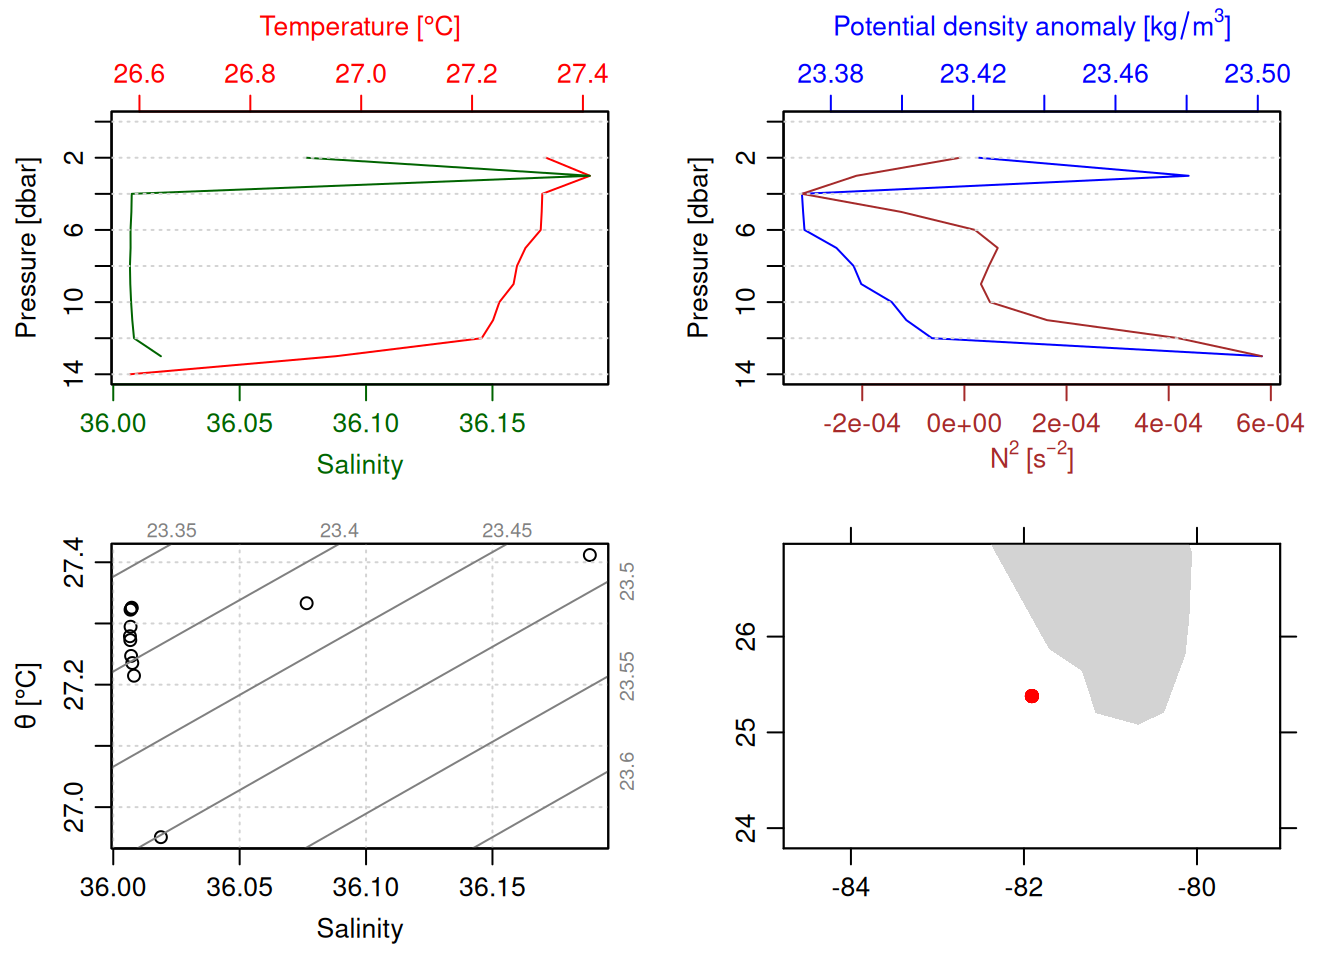 Temperature [°C]
26.6 26.8 27.0 27.2 27.4
Pressure [dbar]
2
6
10
14
36.00 36.05 36.10 36.15
Salinity
Potential density anomaly [kg/m³]
23.38 23.42 23.46 23.50
Pressure [dbar]
2
6
10
14
-2e-04 0e+00 2e-04 4e-04 6e-04
N² [s⁻²]
23.35 23.4 23.45
23.5
23.55
23.6
θ [°C]
27.4
27.2
27.0
36.00 36.05 36.10 36.15
Salinity
26
25
24
-84 -82 -80